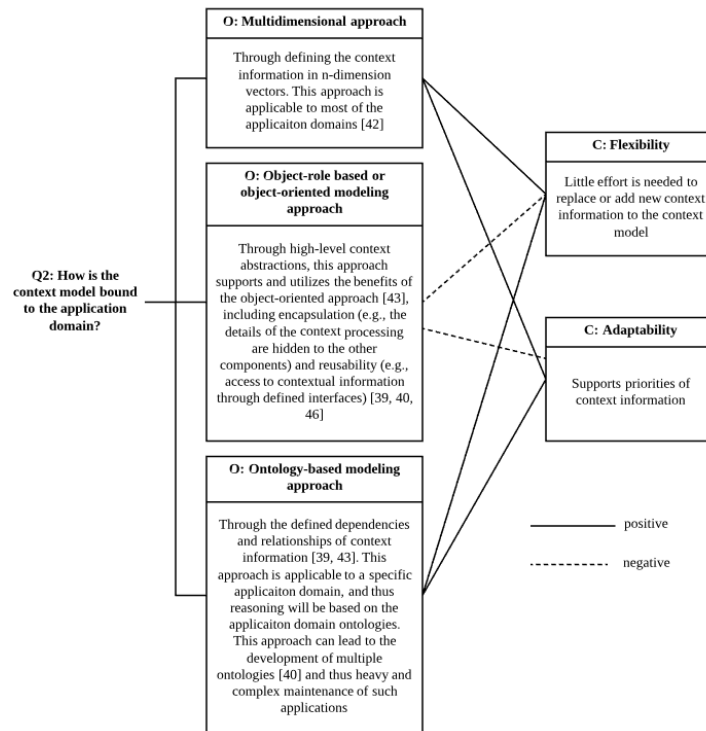 O: Multidimensional approach
Through defining the context
information in n-dimension
vectors. This approach is
applicable to most of the
applicaiton domains [42]
O: Object-role based or
object-oriented modeling
approach
Through high-level context
abstractions, this approach
supports and utilizes the benefits
of the object-oriented approach [43],
including encapsulation (e.g., the
details of the context processing
are hidden to the other
components) and reusability (e.g.,
access to contextual information
through defined interfaces) [39, 40,
46]
Q2: How is the
context model bound
to the application
domain?
O: Ontology-based modeling
approach
Through the defined dependencies
and relationships of context
information [39, 43]. This
approach is applicable to a specific
applicaiton domain, and thus
reasoning will be based on the
applicaiton domain ontologies.
This approach can lead to the
development of multiple
ontologies [40] and thus heavy and
complex maintenance of such
applications
C: Flexibility
Little effort is needed to
replace or add new context
information to the context
model
C: Adaptability
Supports priorities of
context information
positive
negative